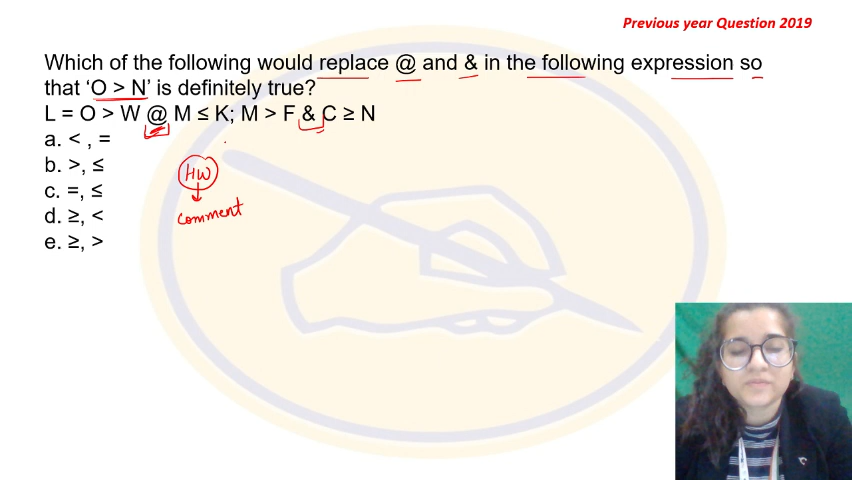 Previous year Question 2019
Which of the following would replace @ and & in the following expression so
that ‘O > N’ is definitely true?
L = O > W @ M ≤ K; M > F & C ≥ N
a. < , =
b. >, ≤
c. =, ≤
d. ≥, <
e. ≥, >
HW
comment